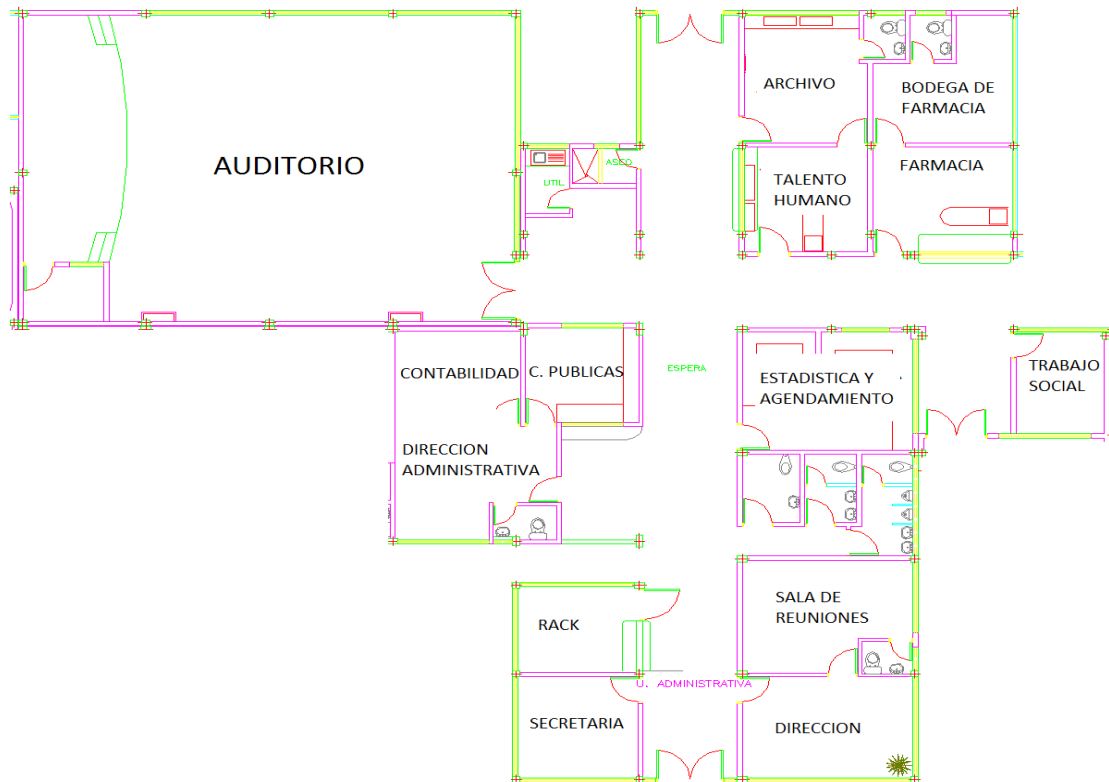 ARCHIVO
BODEGA DE
FARMACIA
AUDITORIO
ASEO
UTIL
TALENTO
HUMANO
FARMACIA
CONTABILIDAD
C. PUBLICAS
ESPERA
ESTADISTICA Y
AGENDAMIENTO
TRABAJO
SOCIAL
DIRECCION
ADMINISTRATIVA
RACK
SALA DE
REUNIONES
U. ADMINISTRATIVA
SECRETARIA
DIRECCION